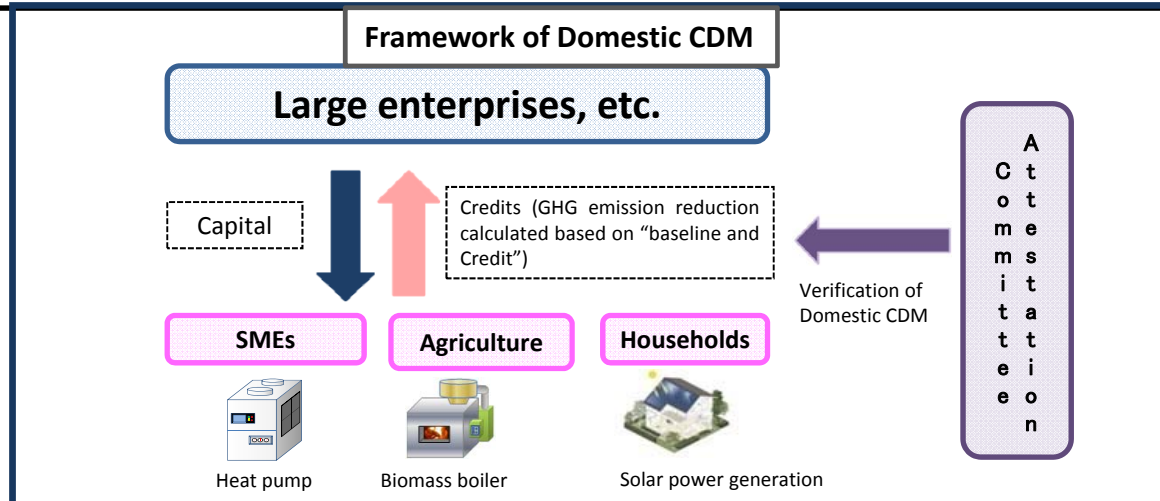 Framework of Domestic CDM
Large enterprises, etc.
Capital
Credits (GHG emission reduction
calculated based on “baseline and
Credit”)
Verification of
Domestic CDM
Attestation
Committee
SMEs
Agriculture
Households
Heat pump
Biomass boiler
Solar power generation